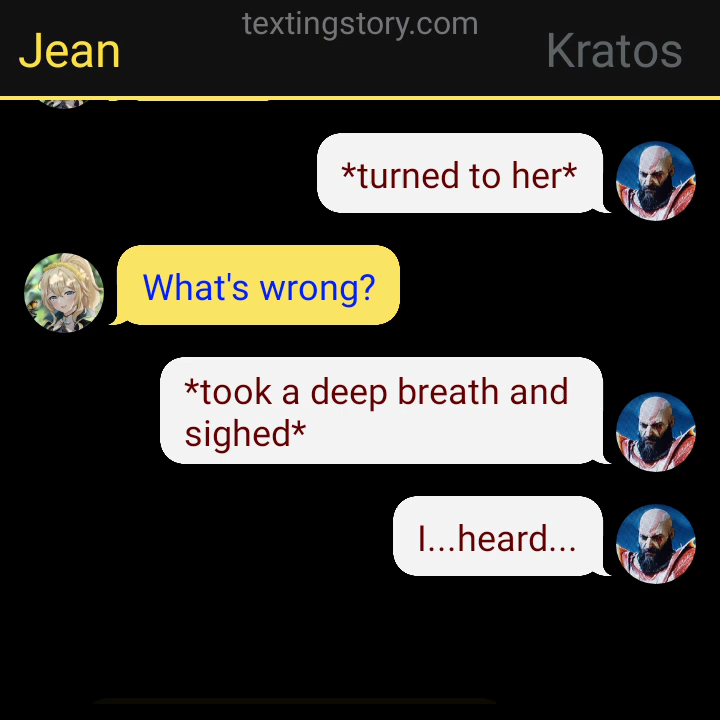 textingstory.com
Jean
Kratos
*turned to her*
What's wrong?
*took a deep breath and
sighed*
I...heard...